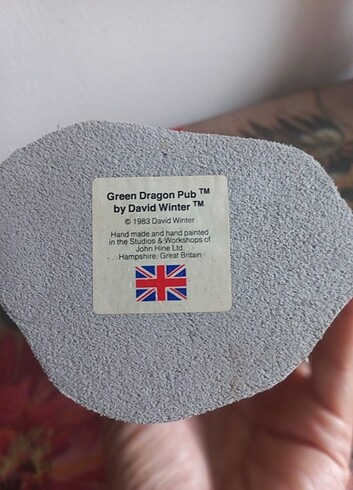 Green Dragon Pub ™
by David Winter ™
© 1983 David Winter
Hand made and hand painted
in the Studios & Workshops of
John Hine Ltd.
Hampshire, Great Britain